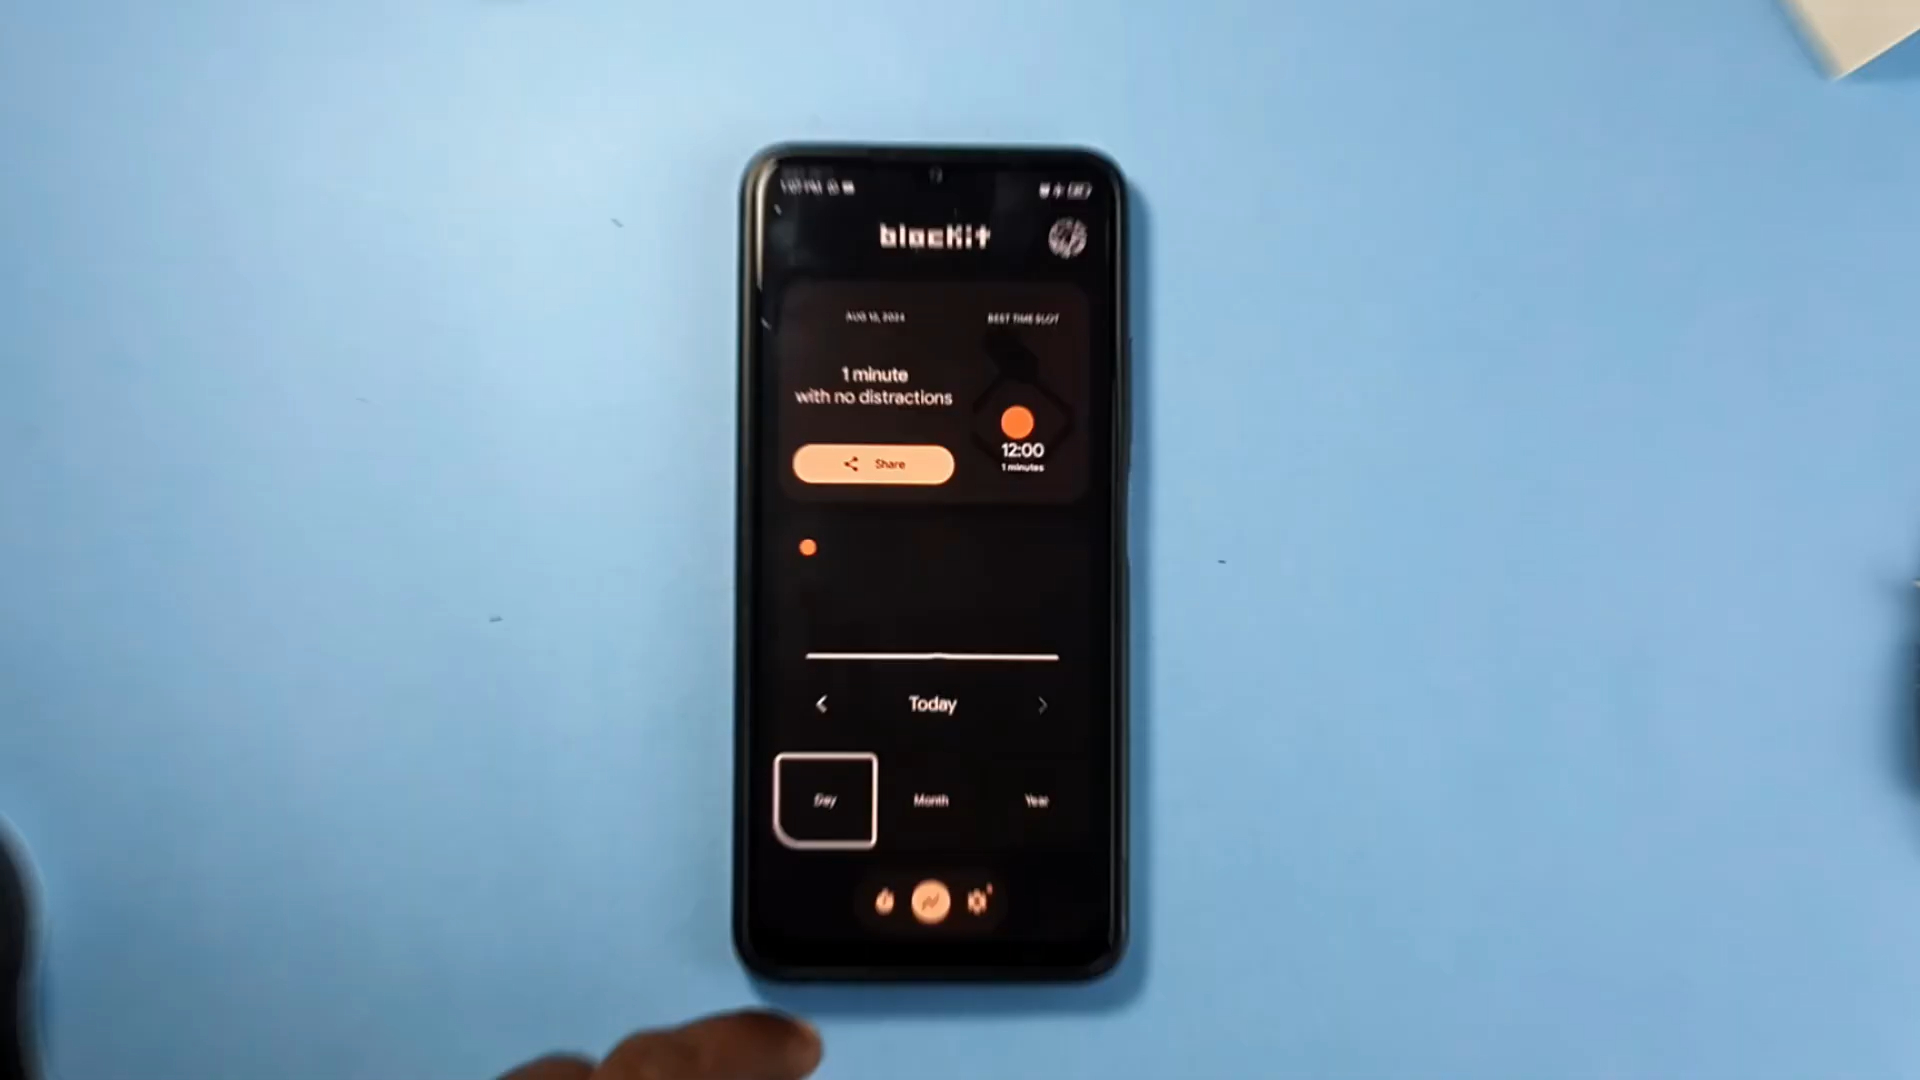 blocKit
AUG 15, 2024
BEST TIME SLOT
1 minute
with no distractions
Share
12:00
1 minutes
Today
Day
Month
Year